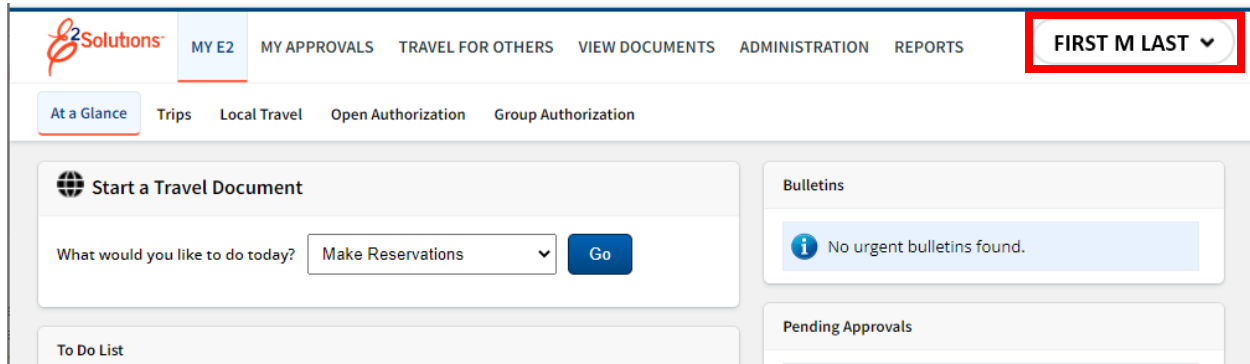 E2Solutions
MY E2 MY APPROVALS TRAVEL FOR OTHERS VIEW DOCUMENTS ADMINISTRATION REPORTS
FIRST M LAST
At a Glance Trips Local Travel Open Authorization Group Authorization
Start a Travel Document
What would you like to do today? Make Reservations Go
To Do List
Bulletins
i No urgent bulletins found.
Pending Approvals